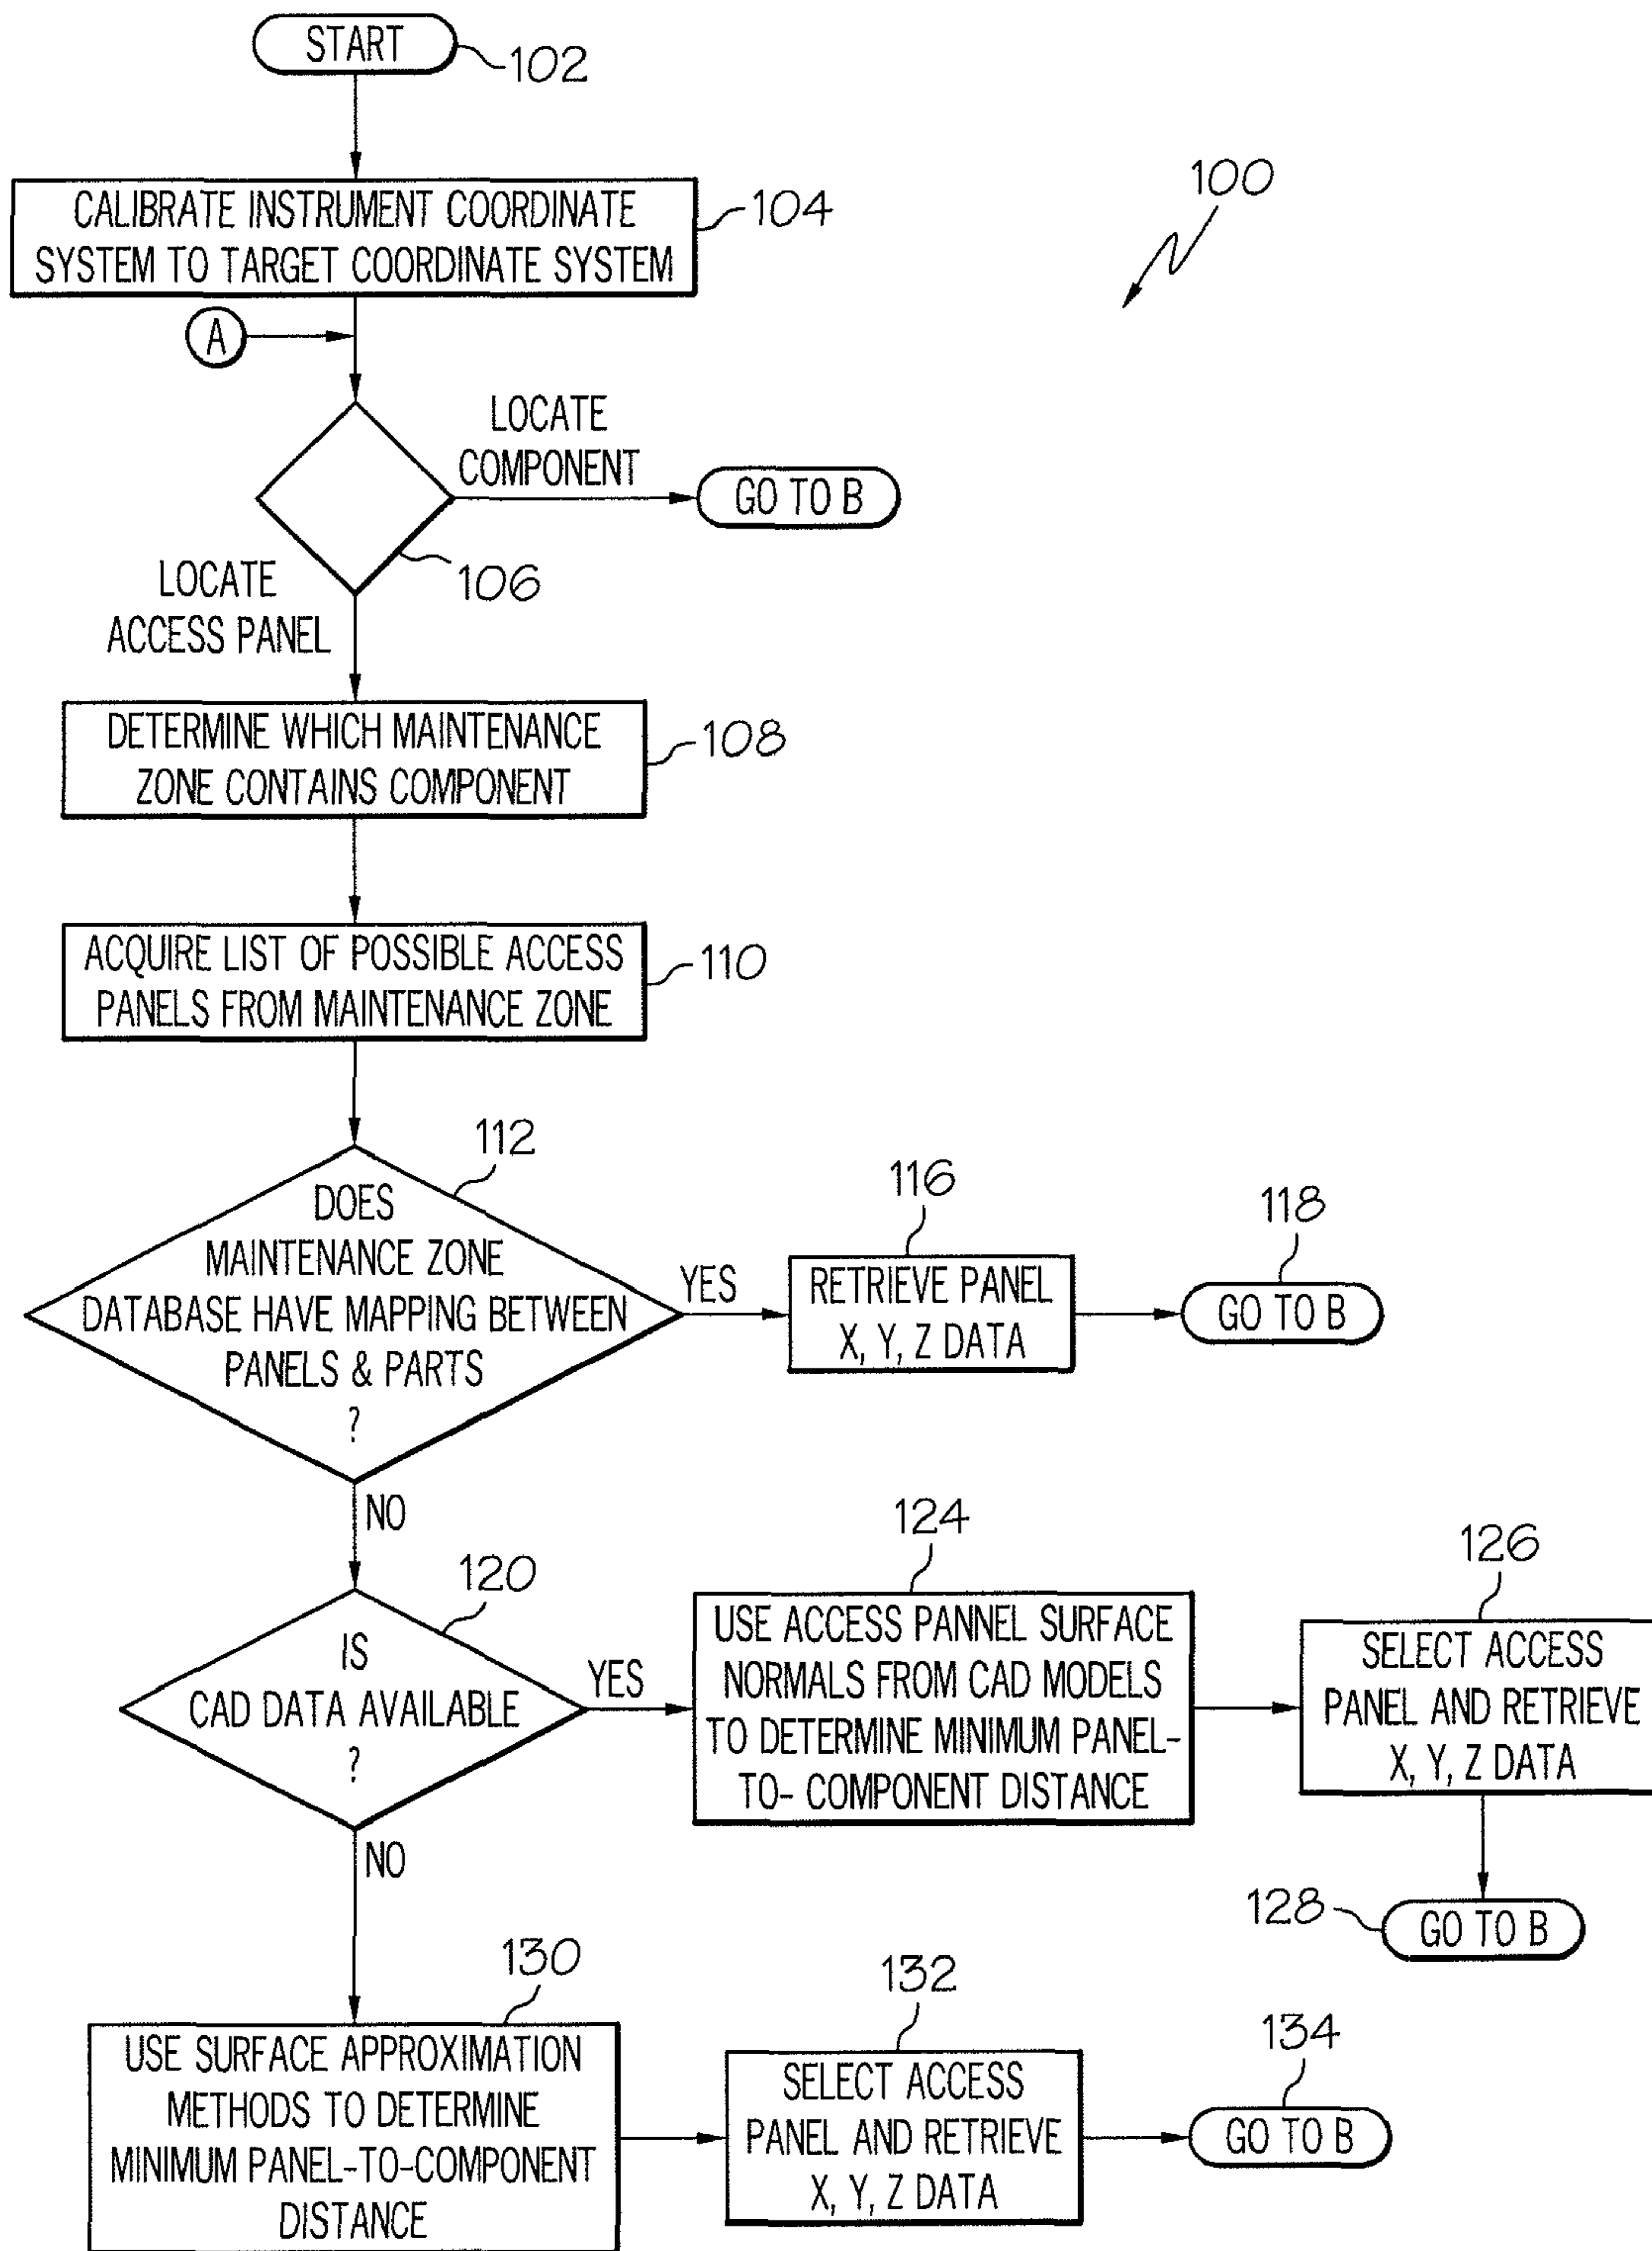 START
102
CALIBRATE INSTRUMENT COORDINATE
SYSTEM TO TARGET COORDINATE SYSTEM
104
100
A
LOCATE
COMPONENT
GO TO B
106
LOCATE
ACCESS PANEL
DETERMINE WHICH MAINTENANCE
ZONE CONTAINS COMPONENT
108
ACQUIRE LIST OF POSSIBLE ACCESS
PANELS FROM MAINTENANCE ZONE
110
112
DOES
MAINTENANCE ZONE
DATABASE HAVE MAPPING BETWEEN
PANELS & PARTS
?
YES
116
RETRIEVE PANEL
X, Y, Z DATA
118
GO TO B
NO
120
IS
CAD DATA AVAILABLE
?
YES
124
USE ACCESS PANNEL SURFACE
NORMALS FROM CAD MODELS
TO DETERMINE MINIMUM PANEL-
TO- COMPONENT DISTANCE
126
SELECT ACCESS
PANEL AND RETRIEVE
X, Y, Z DATA
128
GO TO B
NO
130
USE SURFACE APPROXIMATION
METHODS TO DETERMINE
MINIMUM PANEL-TO-COMPONENT
DISTANCE
132
SELECT ACCESS
PANEL AND RETRIEVE
X, Y, Z DATA
134
GO TO B